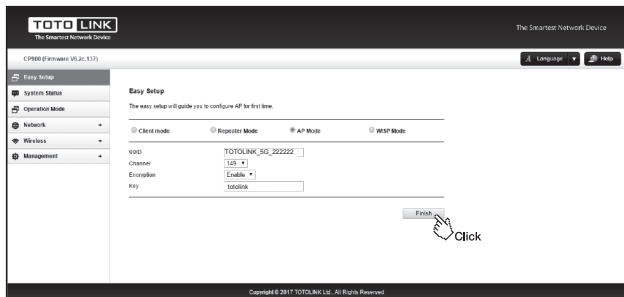 TOTO LINK
The Smartest Network Device
The Smartest Network Device
CP900 (Firmware V6.2c.137)
Language
Help
Easy Setup
System Status
Operation Mode
Network
Wireless
Management
Easy Setup
The easy setup will guide you to configure AP for first time.
Client mode Repeater Mode AP Mode WISP Mode
SSID TOTOLINK_5G_222222
Channel 149
Encryption Enable
Key totolink
Finish
Click
Copyright © 2017 TOTOLINK Ltd., All Rights Reserved